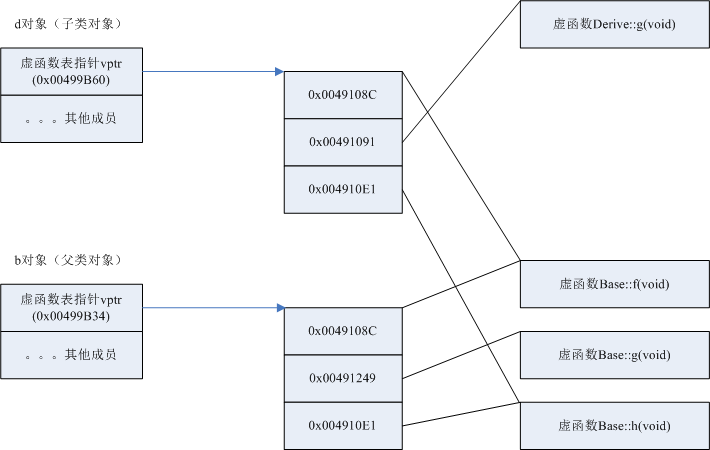 d对象（子类对象）
虚函数表指针vptr
(0x00499B60)
。。。其他成员
0x0049108C
0x00491091
0x004910E1
虚函数Derive::g(void)
b对象（父类对象）
虚函数表指针vptr
(0x00499B34)
。。。其他成员
0x0049108C
0x00491249
0x004910E1
虚函数Base::f(void)
虚函数Base::g(void)
虚函数Base::h(void)